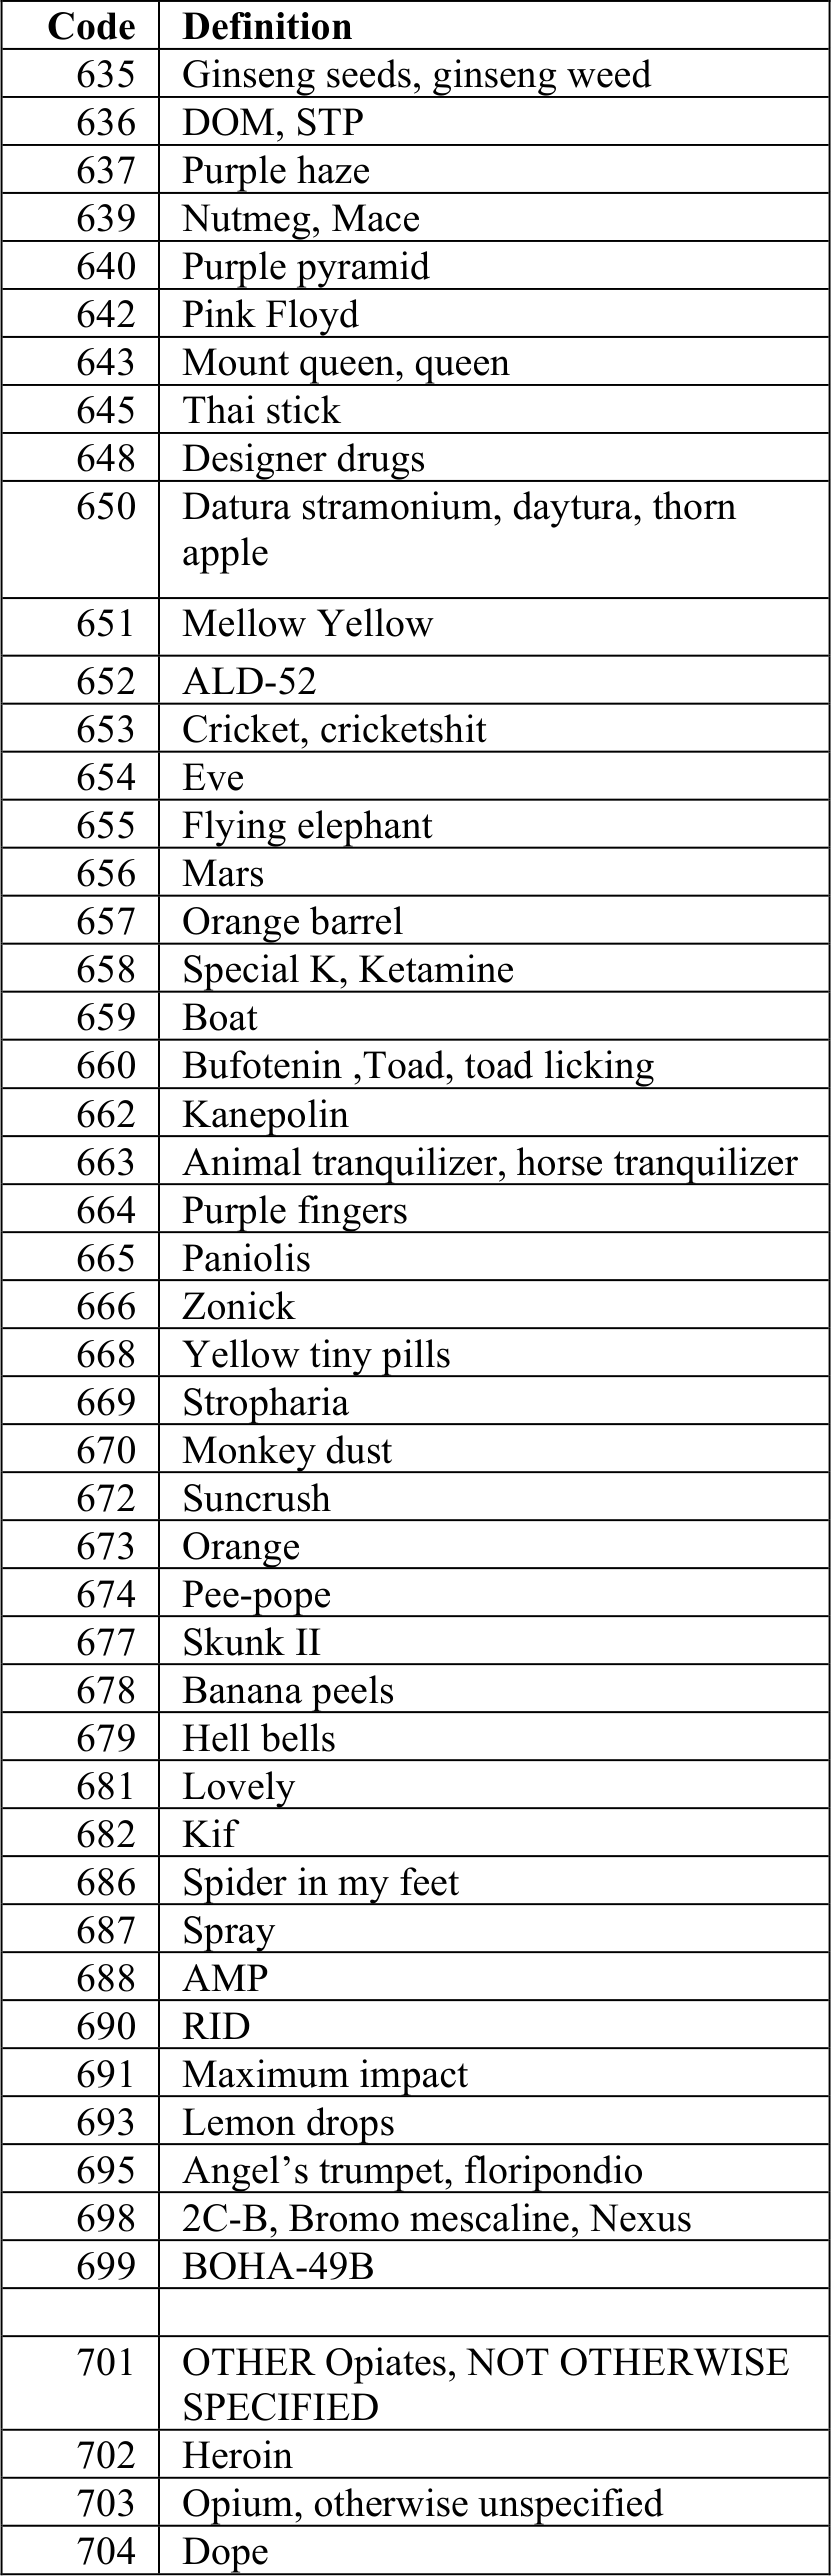 Code Definition
635 Ginseng seeds, ginseng weed
636 DOM, STP
637 Purple haze
639 Nutmeg, Mace
640 Purple pyramid
642 Pink Floyd
643 Mount queen, queen
645 Thai stick
648 Designer drugs
650 Datura stramonium, daytura, thorn
apple
651 Mellow Yellow
652 ALD-52
653 Cricket, cricketshit
654 Eve
655 Flying elephant
656 Mars
657 Orange barrel
658 Special K, Ketamine
659 Boat
660 Bufotenin ,Toad, toad licking
662 Kanepolin
663 Animal tranquilizer, horse tranquilizer
664 Purple fingers
665 Paniolis
666 Zonick
668 Yellow tiny pills
669 Stropharia
670 Monkey dust
672 Suncrush
673 Orange
674 Pee-pope
677 Skunk II
678 Banana peels
679 Hell bells
681 Lovely
682 Kif
686 Spider in my feet
687 Spray
688 AMP
690 RID
691 Maximum impact
693 Lemon drops
695 Angel’s trumpet, floripondio
698 2C-B, Bromo mescaline, Nexus
699 BOHA-49B
701 OTHER Opiates, NOT OTHERWISE
SPECIFIED
702 Heroin
703 Opium, otherwise unspecified
704 Dope